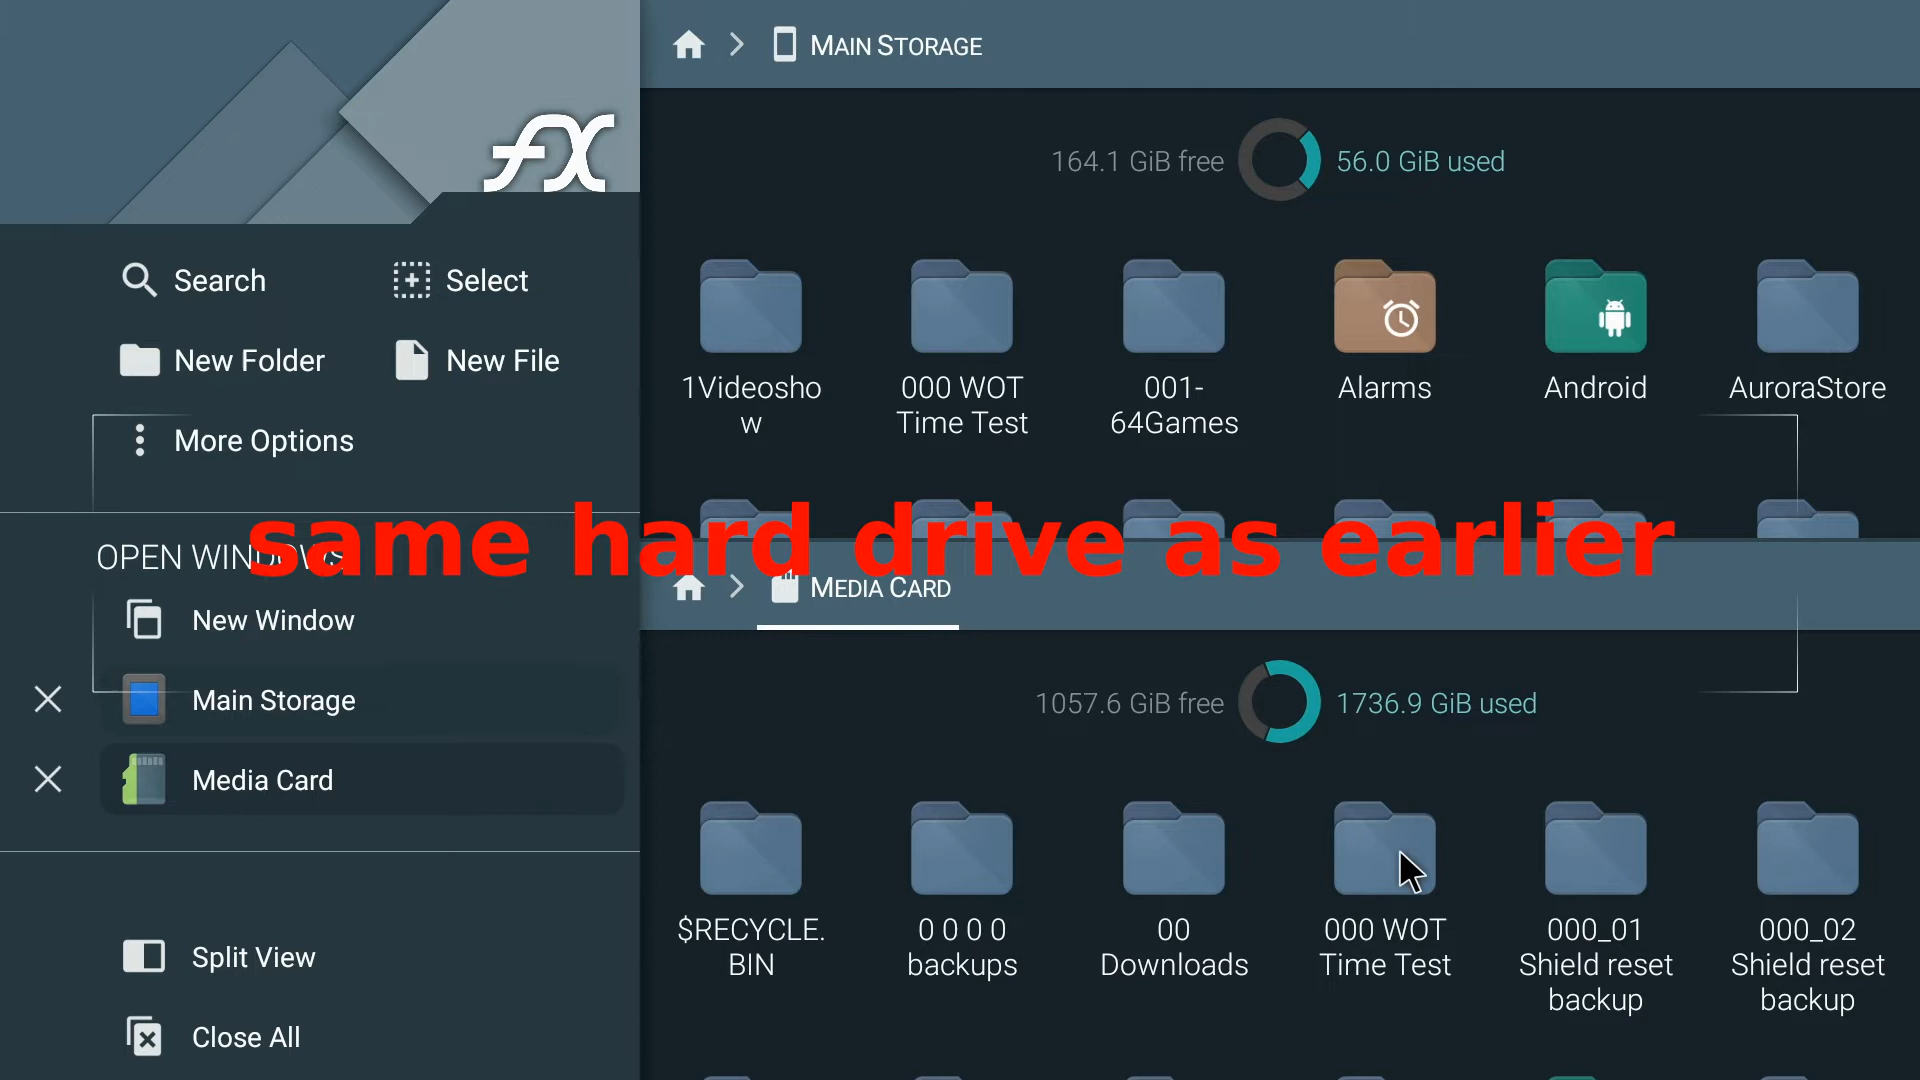 fX
Search
Select
New Folder
New File
More Options
OPEN WINDOWS
New Window
Main Storage
Media Card
Split View
Close All
MAIN STORAGE
164.1 GiB free
56.0 GiB used
1Videosho
w
000 WOT
Time Test
001-
64Games
Alarms
Android
AuroraStore
same hard drive as earlier
MEDIA CARD
1057.6 GiB free
1736.9 GiB used
$RECYCLE.
BIN
0 0 0 0
backups
00
Downloads
000 WOT
Time Test
000_01
Shield reset
backup
000_02
Shield reset
backup